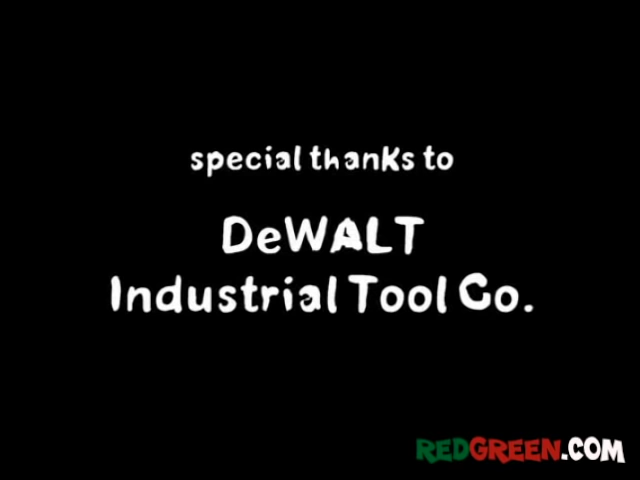 special thanks to
DeWALT
Industrial Tool Co.
REDGREEN.COM